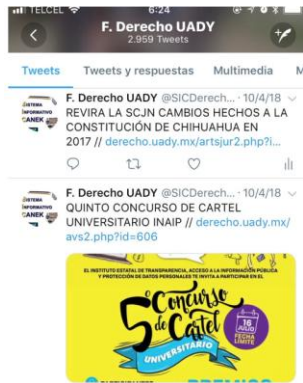 TELCEL 6:24
F. Derecho UADY
2.959 Tweets
Tweets Tweets y respuestas Multimedia M
F. Derecho UADY @SICDerech... · 10/4/18
REVIRA LA SCJN CAMBIOS HECHOS A LA
CONSTITUCIÓN DE CHIHUAHUA EN
2017 // derecho.uady.mx/artsjur2.php?i...
SISTEMA
INFORMATIVO
CANEK
F. Derecho UADY @SICDerech... · 10/4/18
QUINTO CONCURSO DE CARTEL
UNIVERSITARIO INAIP // derecho.uady.mx/
avs2.php?id=606
SISTEMA
INFORMATIVO
CANEK
EL INSTITUTO ESTATAL DE TRANSPARENCIA, ACCESO A LA INFORMACIÓN PÚBLICA
Y PROTECCIÓN DE DATOS PERSONALES TE INVITA A PARTICIPAR EN EL
5º Concurso
de Cartel
UNIVERSITARIO
16
JULIO
FECHA
LÍMITE